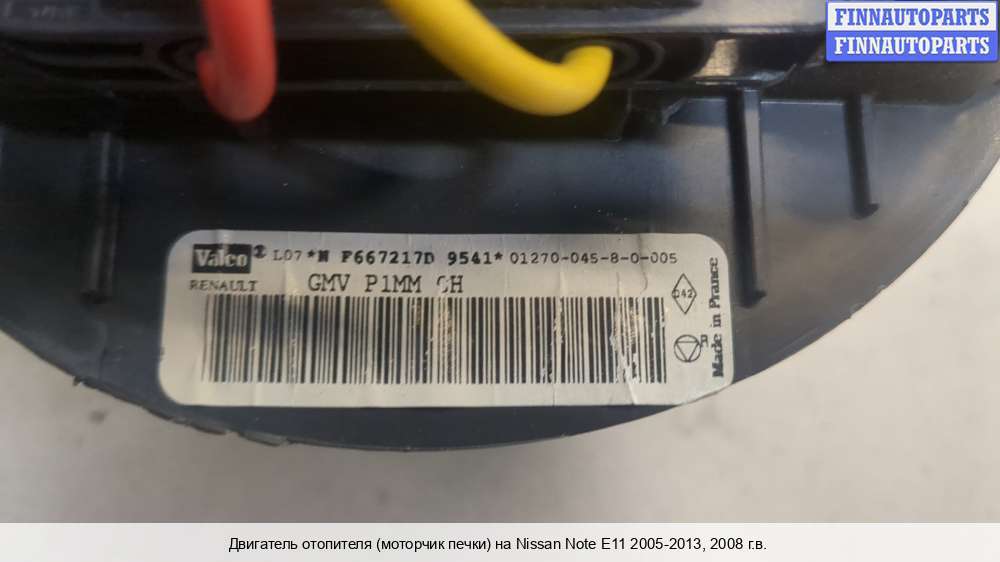 FINNAUTOPARTS
FINNAUTOPARTS
Valeo L07 *N F667217D 9541* 01270-045-8-0-005
RENAULT GMV P1MM CH
Made in France
Двигатель отопителя (моторчик печки) на Nissan Note E11 2005-2013, 2008 г.в.